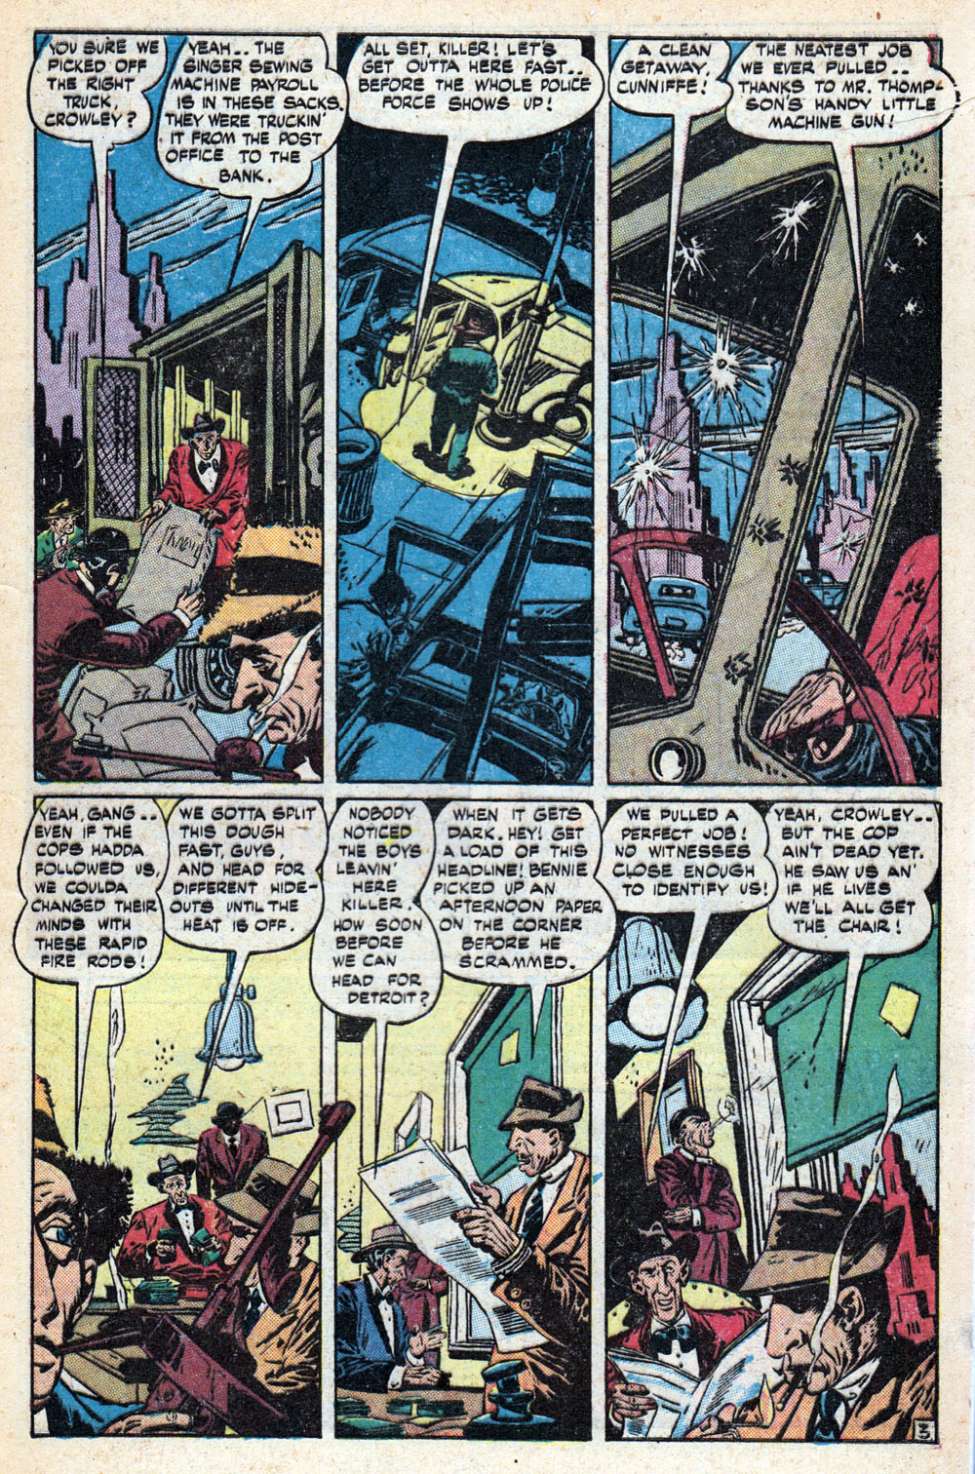 YOU SURE WE
PICKED OFF
THE RIGHT
TRUCK,
CROWLEY?
YEAH.. THE
SINGER SEWING
MACHINE PAYROLL
IS IN THESE SACKS.
THEY WERE TRUCKIN'
IT FROM THE POST
OFFICE TO THE
BANK.
ALL SET, KILLER! LET'S
GET OUTTA HERE FAST..
BEFORE THE WHOLE POLICE
FORCE SHOWS UP!
A CLEAN
GETAWAY,
CUNNIFFE!
THE NEATEST JOB
WE EVER PULLED..
THANKS TO MR. THOMP-
SON'S HANDY LITTLE
MACHINE GUN!
YEAH, GANG..
EVEN IF THE
COPS HADDA
FOLLOWED US,
WE COULDA
CHANGED THEIR
MINDS WITH
THESE RAPID
FIRE RODS!
WE GOTTA SPLIT
THIS DOUGH
FAST, GUYS,
AND HEAD FOR
DIFFERENT HIDE-
OUTS UNTIL THE
HEAT IS OFF.
NOBODY
NOTICED
THE BOYS
LEAVIN'
HERE
KILLER.
HOW SOON
BEFORE
WE CAN
HEAD FOR
DETROIT?
WHEN IT GETS
DARK. HEY! GET
A LOAD OF THIS
HEADLINE! BENNIE
PICKED UP AN
AFTERNOON PAPER
ON THE CORNER
BEFORE HE
SCRAMMED.
WE PULLED A
PERFECT JOB!
NO WITNESSES
CLOSE ENOUGH
TO IDENTIFY US!
YEAH, CROWLEY..
BUT THE COP
AIN'T DEAD YET.
HE SAW US AN'
IF HE LIVES
WE'LL ALL GET
THE CHAIR!
3